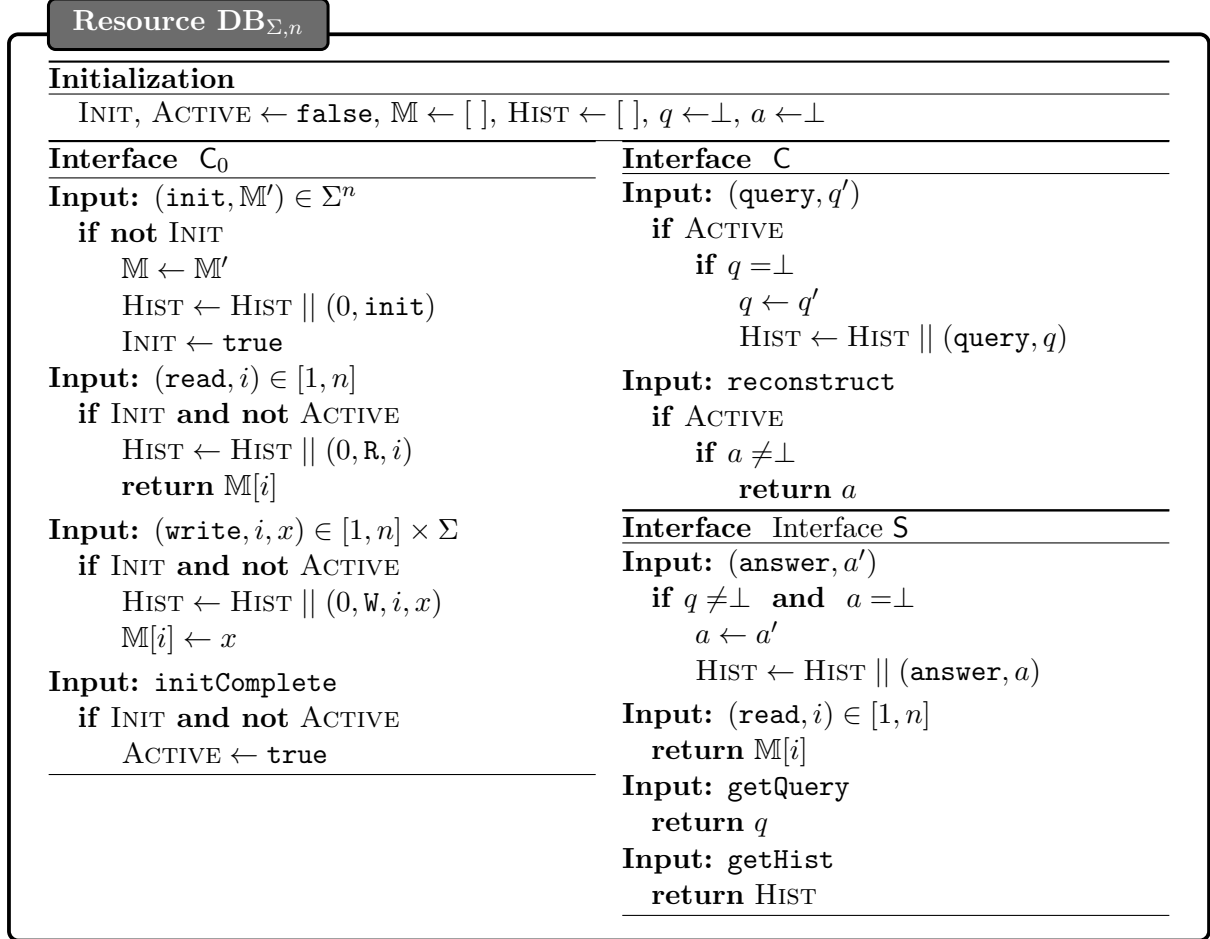 Resource DB_{Σ,n}
Initialization
INIT, ACTIVE ← false, 𝕄 ← [ ], HIST ← [ ], q ←⊥, a ←⊥
Interface C₀
Input: (init, 𝕄′) ∈ Σⁿ
if not INIT
𝕄 ← 𝕄′
HIST ← HIST || (0, init)
INIT ← true
Input: (read, i) ∈ [1, n]
if INIT and not ACTIVE
HIST ← HIST || (0, R, i)
return 𝕄[i]
Input: (write, i, x) ∈ [1, n] × Σ
if INIT and not ACTIVE
HIST ← HIST || (0, W, i, x)
𝕄[i] ← x
Input: initComplete
if INIT and not ACTIVE
ACTIVE ← true
Interface C
Input: (query, q′)
if ACTIVE
if q =⊥
q ← q′
HIST ← HIST || (query, q)
Input: reconstruct
if ACTIVE
if a ≠⊥
return a
Interface Interface S
Input: (answer, a′)
if q ≠⊥ and a =⊥
a ← a′
HIST ← HIST || (answer, a)
Input: (read, i) ∈ [1, n]
return 𝕄[i]
Input: getQuery
return q
Input: getHist
return HIST